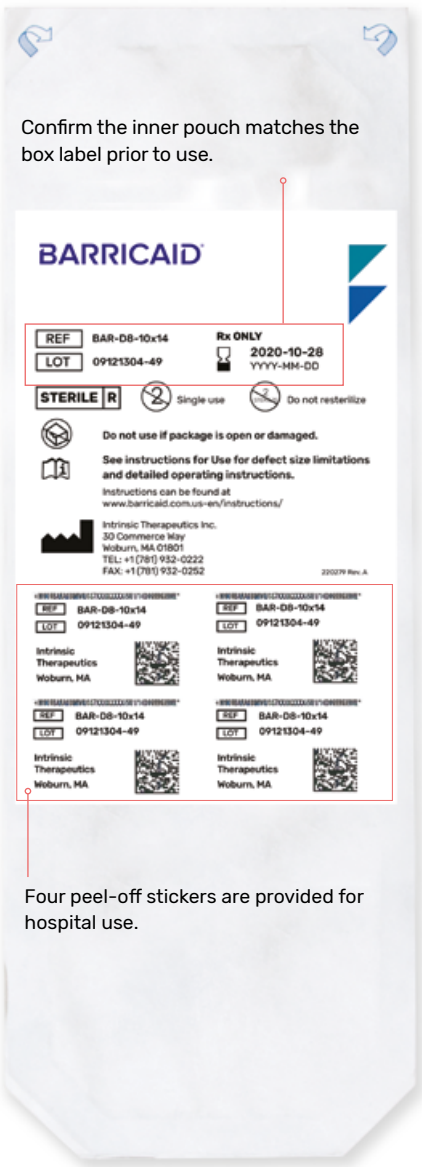 Confirm the inner pouch matches the
box label prior to use.
BARRICAID
REF BAR-D8-10x14 Rx ONLY
LOT 09121304-49 2020-10-28
YYYY-MM-DD
STERILE R 2 Single use 2 Do not resterilize
Do not use if package is open or damaged.
See instructions for Use for defect size limitations
and detailed operating instructions.
Instructions can be found at
www.barricaid.com.us-en/instructions/
Intrinsic Therapeutics Inc.
30 Commerce Way
Woburn, MA 01801
TEL: +1 (781) 932-0222
FAX: +1 (781) 932-0252 220279 Rev. A
REF BAR-D8-10x14 REF BAR-D8-10x14
LOT 09121304-49 LOT 09121304-49
Intrinsic Intrinsic
Therapeutics Therapeutics
Woburn, MA Woburn, MA
REF BAR-D8-10x14 REF BAR-D8-10x14
LOT 09121304-49 LOT 09121304-49
Intrinsic Intrinsic
Therapeutics Therapeutics
Woburn, MA Woburn, MA
Four peel-off stickers are provided for
hospital use.